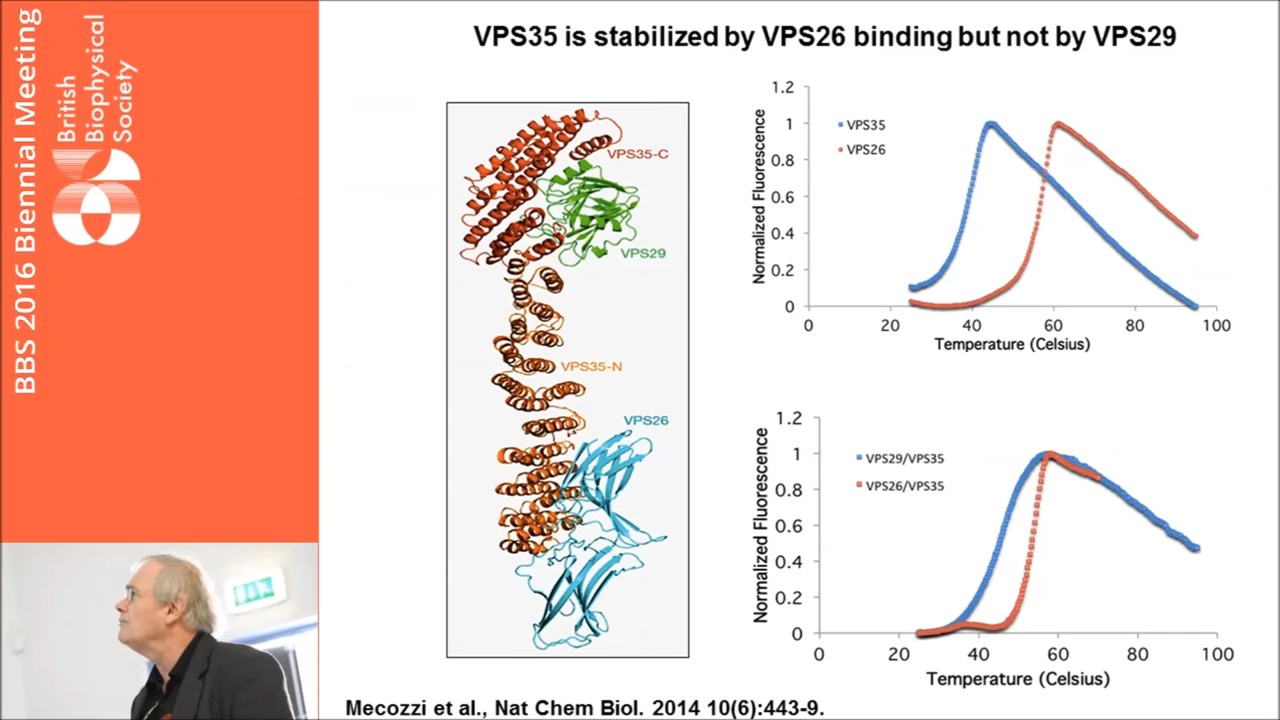 BBS 2016 Biennial Meeting
British
Biophysical
Society
VPS35 is stabilized by VPS26 binding but not by VPS29
VPS35-C
VPS29
VPS35-N
VPS26
1.2
1
0.8
0.6
0.4
0.2
0
Normalized Fluorescence
VPS35
VPS26
0 20 40 60 80 100
Temperature (Celsius)
1.2
1
0.8
0.6
0.4
0.2
0
Normalized Fluorescence
VPS29/VPS35
VPS26/VPS35
0 20 40 60 80 100
Temperature (Celsius)
Mecozzi et al., Nat Chem Biol. 2014 10(6):443-9.